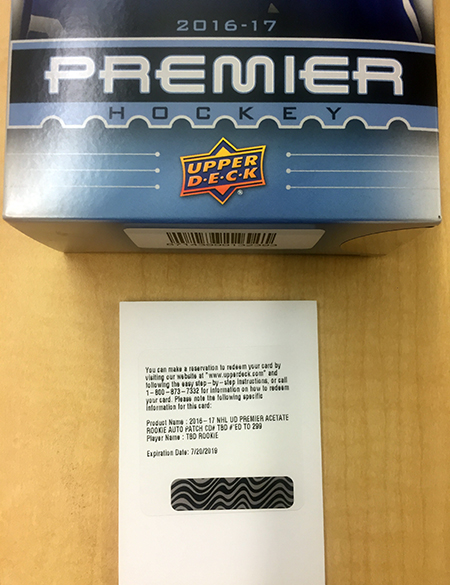 2016-17
PREMIER
HOCKEY
UPPER
D·E·C·K
You can make a reservation to redeem your card by
visiting our website at "www.upperdeck.com" and
following the easy step-by-step instructions, or call
1-800-873-7332 for information on how to redeem
your card. Please note the following specific
information for this card:
Product Name : 2016-17 NHL UD PREMIER ACETATE
ROOKIE AUTO PATCH CD# TBD #'ED TO 299
Player Name : TBD ROOKIE
Expiration Date: 7/20/2019